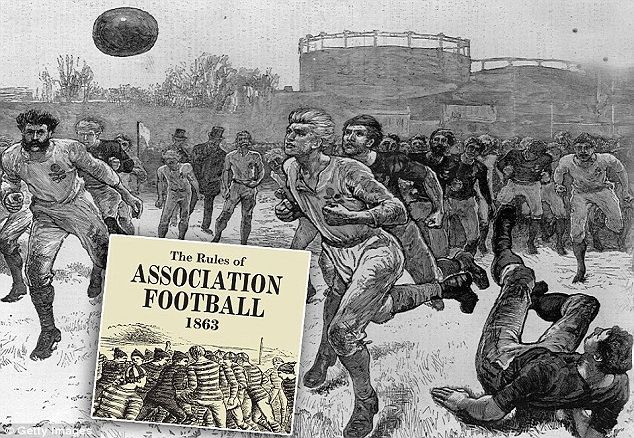 The Rules of
ASSOCIATION
FOOTBALL
1863
© Getty Images